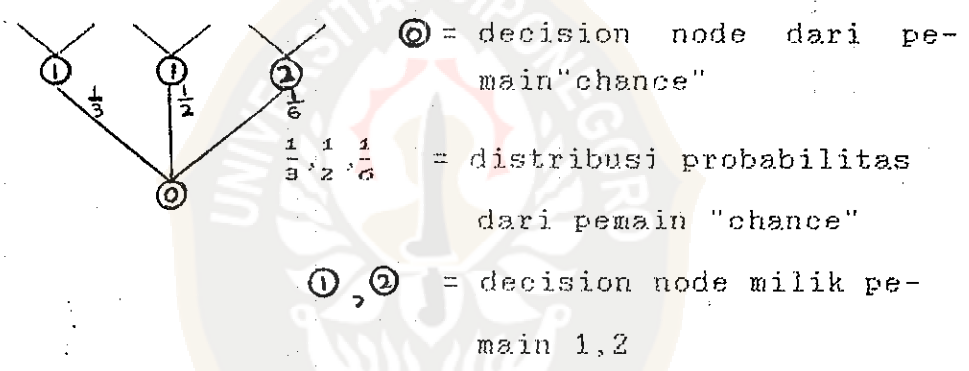 ⓪ = decision node dari pe-
main"chance"
1/3, 1/2, 1/6 = distribusi probabilitas
dari pemain "chance"
①, ② = decision node milik pe-
main 1,2
① ① ②
1/3 1/2 1/6
⓪